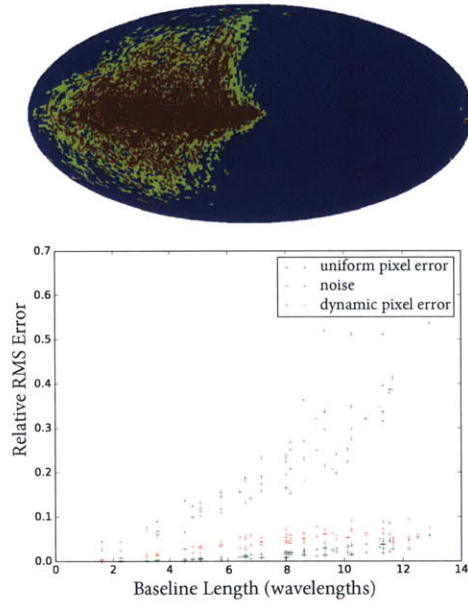 0.7
0.6
0.5
0.4
0.3
0.2
0.1
0.0
Relative RMS Error
uniform pixel error
noise
dynamic pixel error
0 2 4 6 8 10 12 14
Baseline Length (wavelengths)